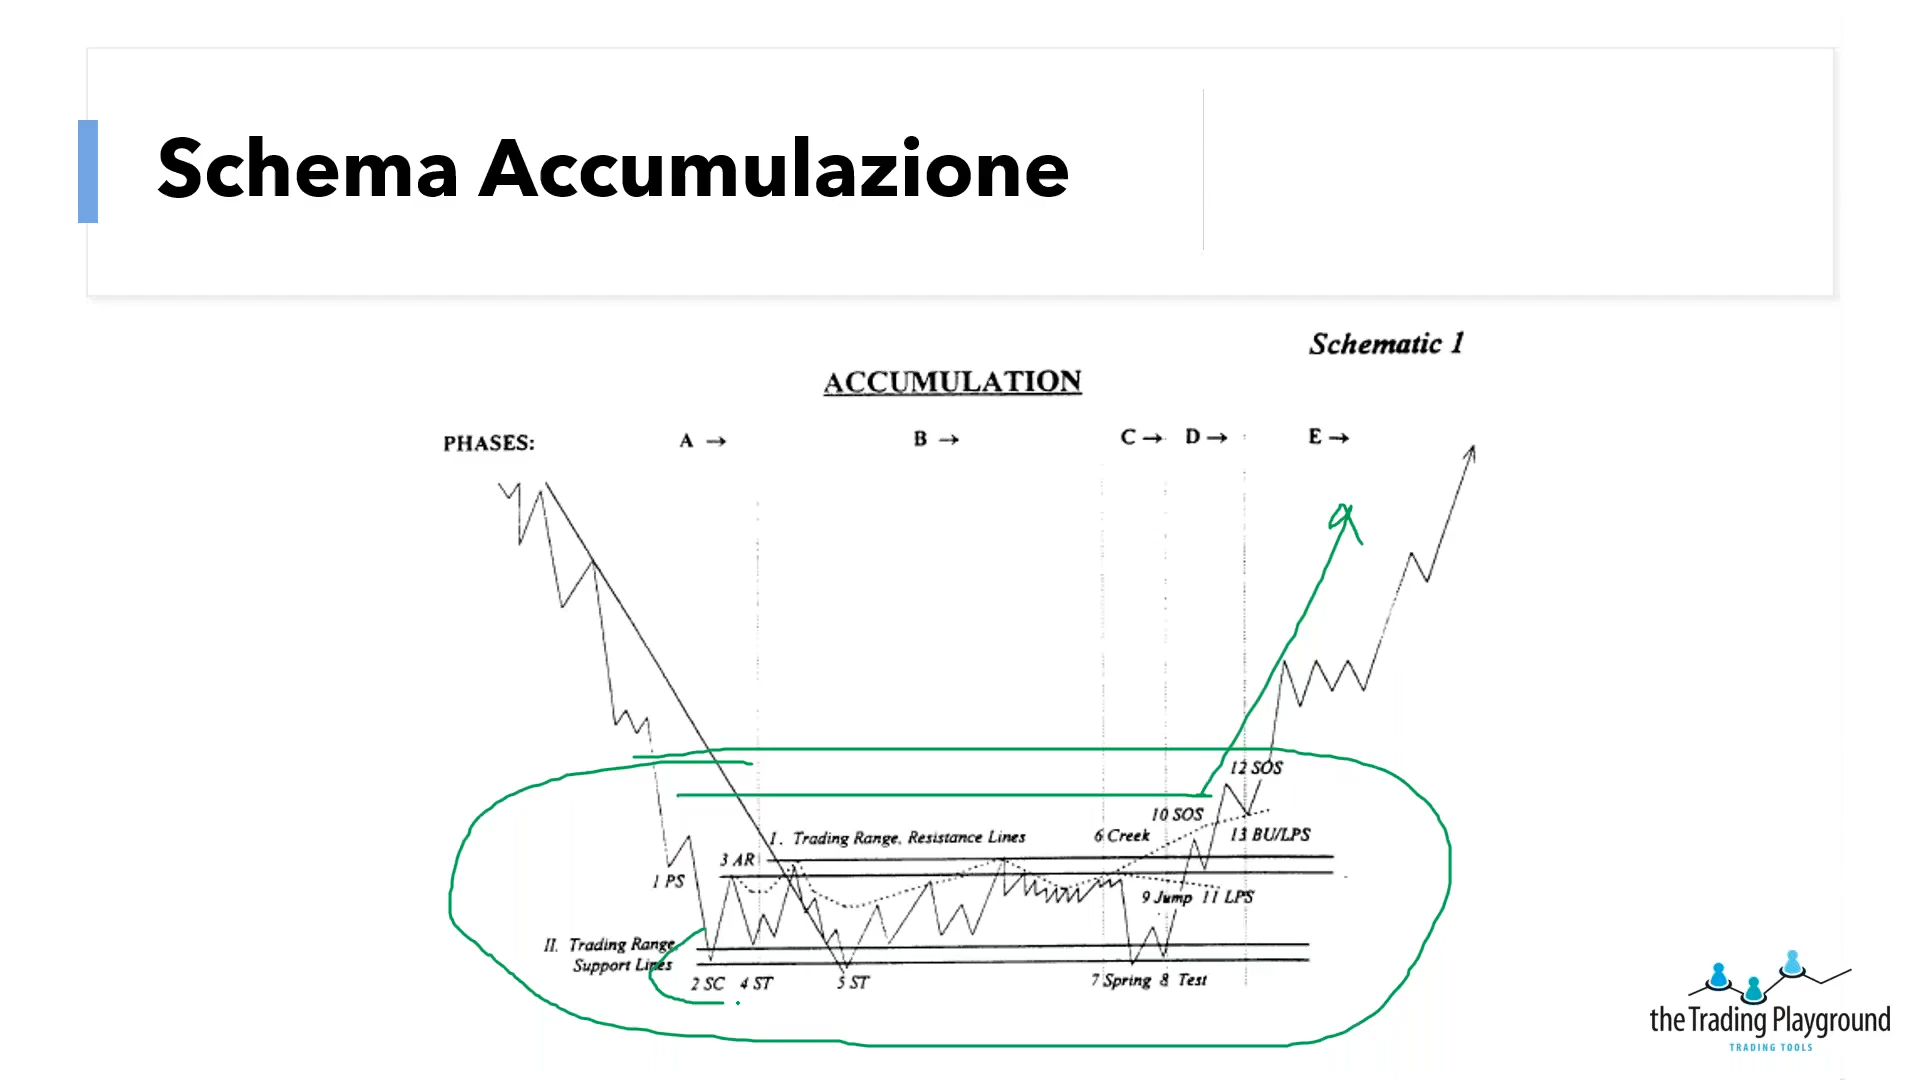 Schema Accumulazione
Schematic 1
ACCUMULATION
PHASES: A → B → C → D → E →
12 SOS
10 SOS
I. Trading Range, Resistance Lines 6 Creek 13 BU/LPS
3 AR
1 PS
9 Jump 11 LPS
II. Trading Range,
Support Lines
2 SC 4 ST 5 ST 7 Spring 8 Test
the Trading Playground
TRADING TOOLS